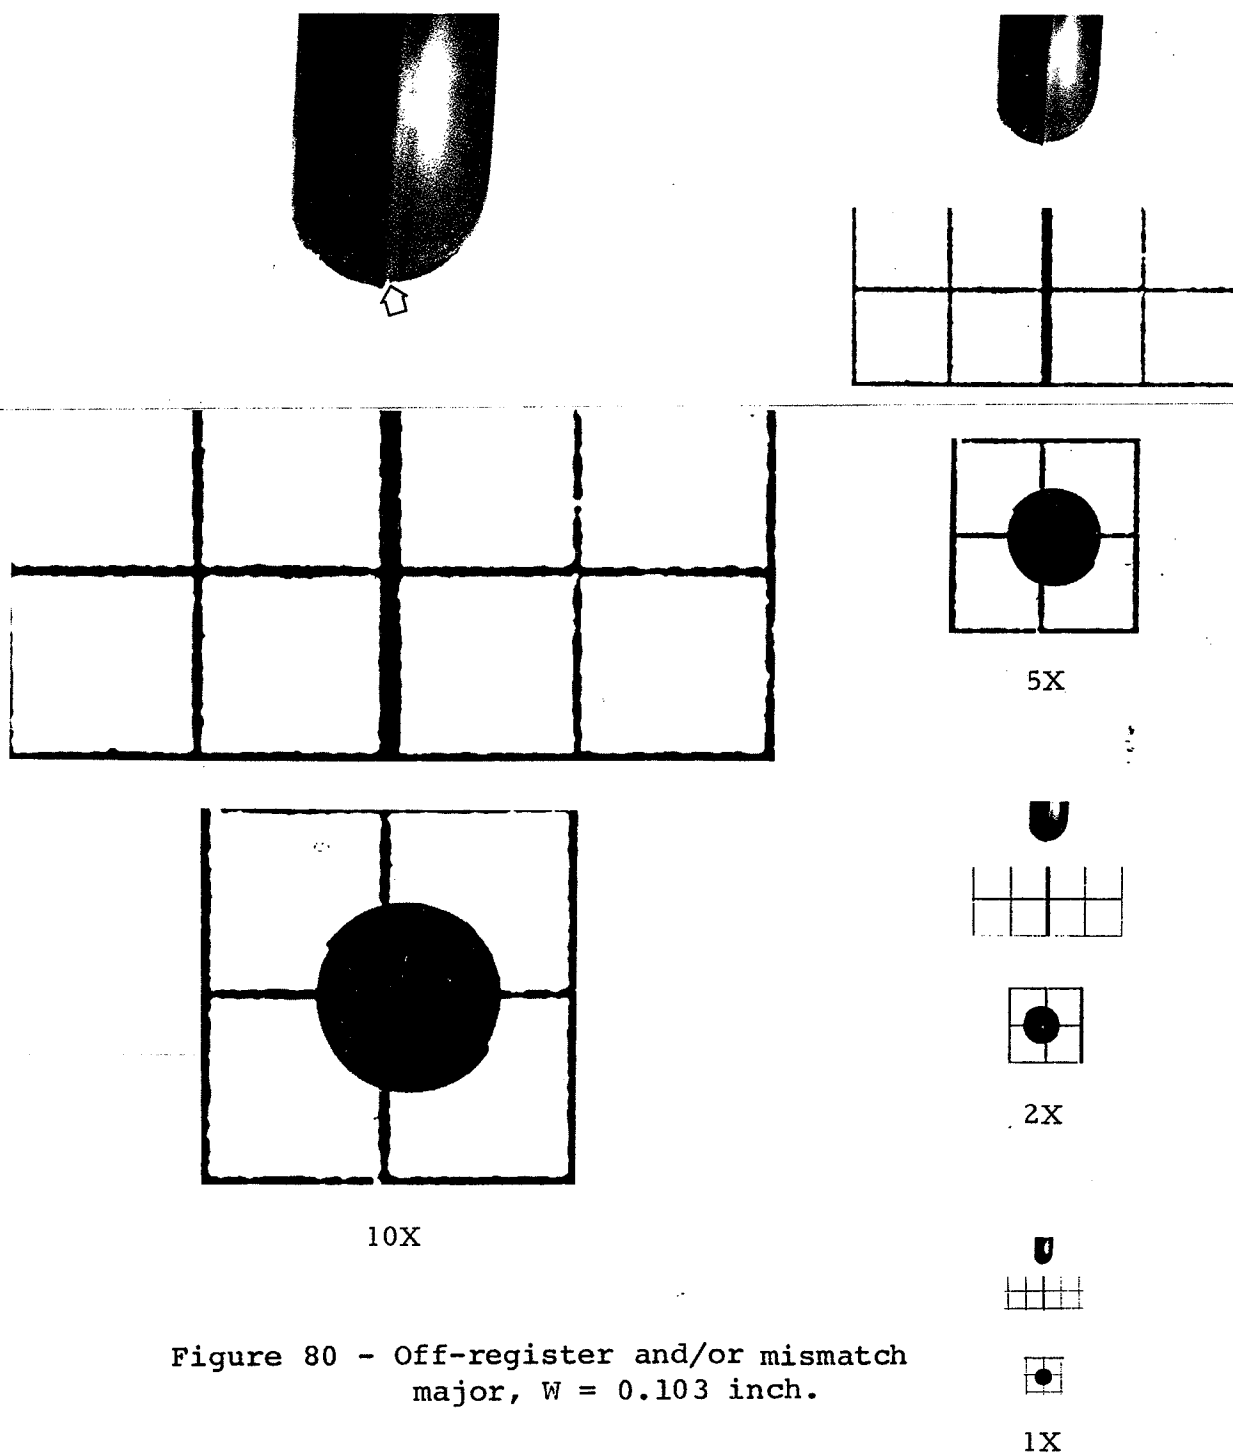 5X
2X
10X
Figure 80 - Off-register and/or mismatch
major, W = 0.103 inch.
1X